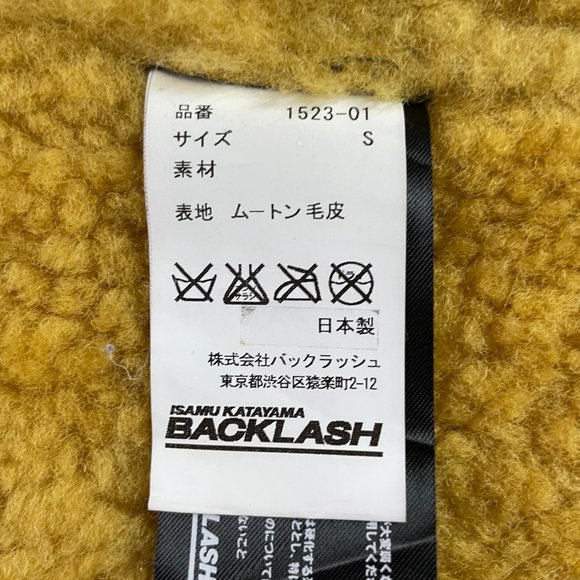 品番 1523-01
サイズ S
素材
表地 ムートン毛皮
日本製
株式会社バックラッシュ
東京都渋谷区猿楽町2-12
ISAMU KATAYAMA
BACKLASH